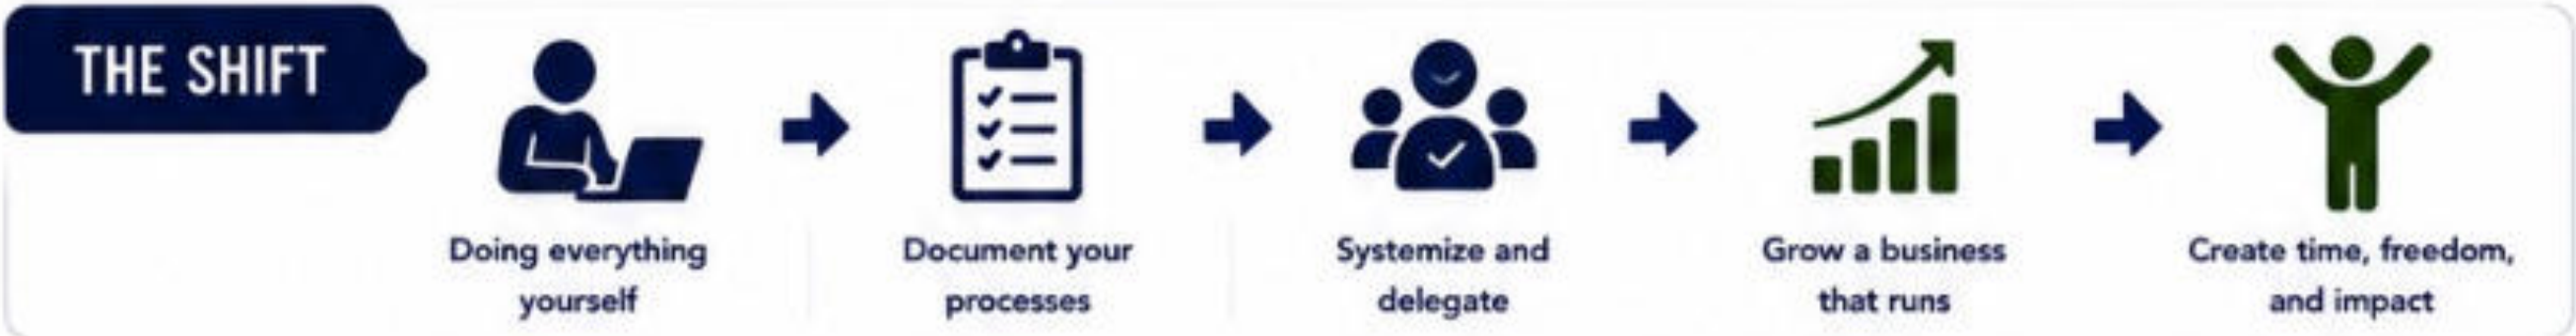 THE SHIFT
Doing everything
yourself
Document your
processes
Systemize and
delegate
Grow a business
that runs
Create time, freedom,
and impact